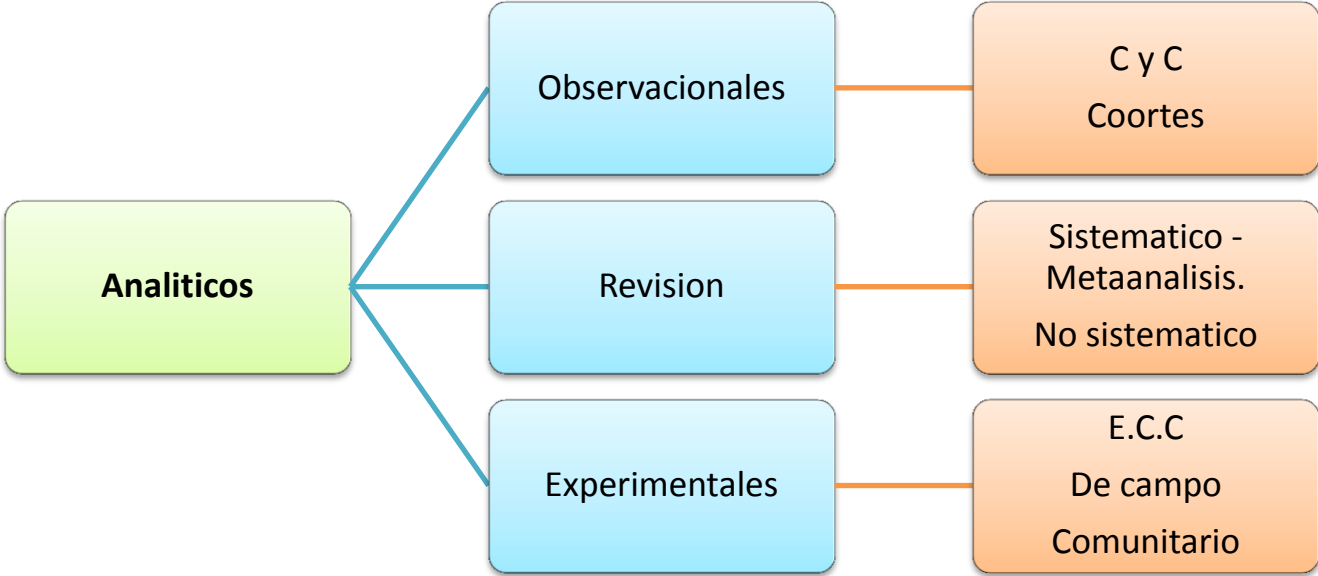 Analiticos
Observacionales
C y C
Coortes
Revision
Sistematico -
Metaanalisis.
No sistematico
Experimentales
E.C.C
De campo
Comunitario